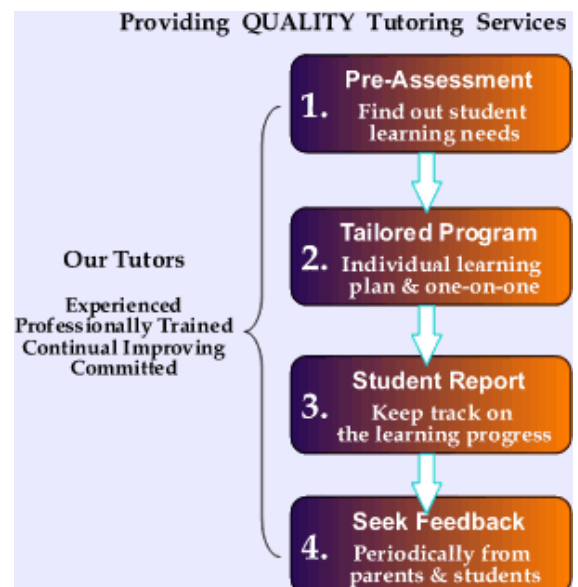 Providing QUALITY Tutoring Services
1.
Pre-Assessment
Find out student
learning needs
2.
Tailored Program
Individual learning
plan & one-on-one
3.
Student Report
Keep track on
the learning progress
4.
Seek Feedback
Periodically from
parents & students
Our Tutors
Experienced
Professionally Trained
Continual Improving
Committed